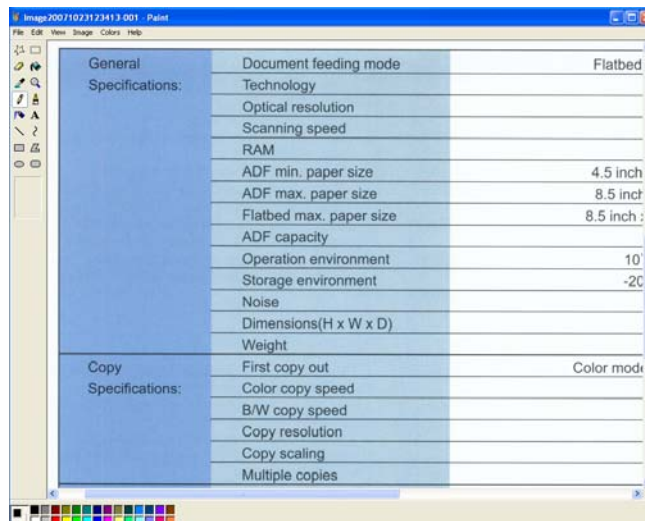 Image20071023123413-001 - Paint
File Edit View Image Colors Help
General Document feeding mode Flatbed
Specifications: Technology
Optical resolution
Scanning speed
RAM
ADF min. paper size 4.5 inch
ADF max. paper size 8.5 inch
Flatbed max. paper size 8.5 inch
ADF capacity
Operation environment 10
Storage environment -20
Noise
Dimensions(H x W x D)
Weight
Copy First copy out Color mode
Specifications: Color copy speed
B/W copy speed
Copy resolution
Copy scaling
Multiple copies